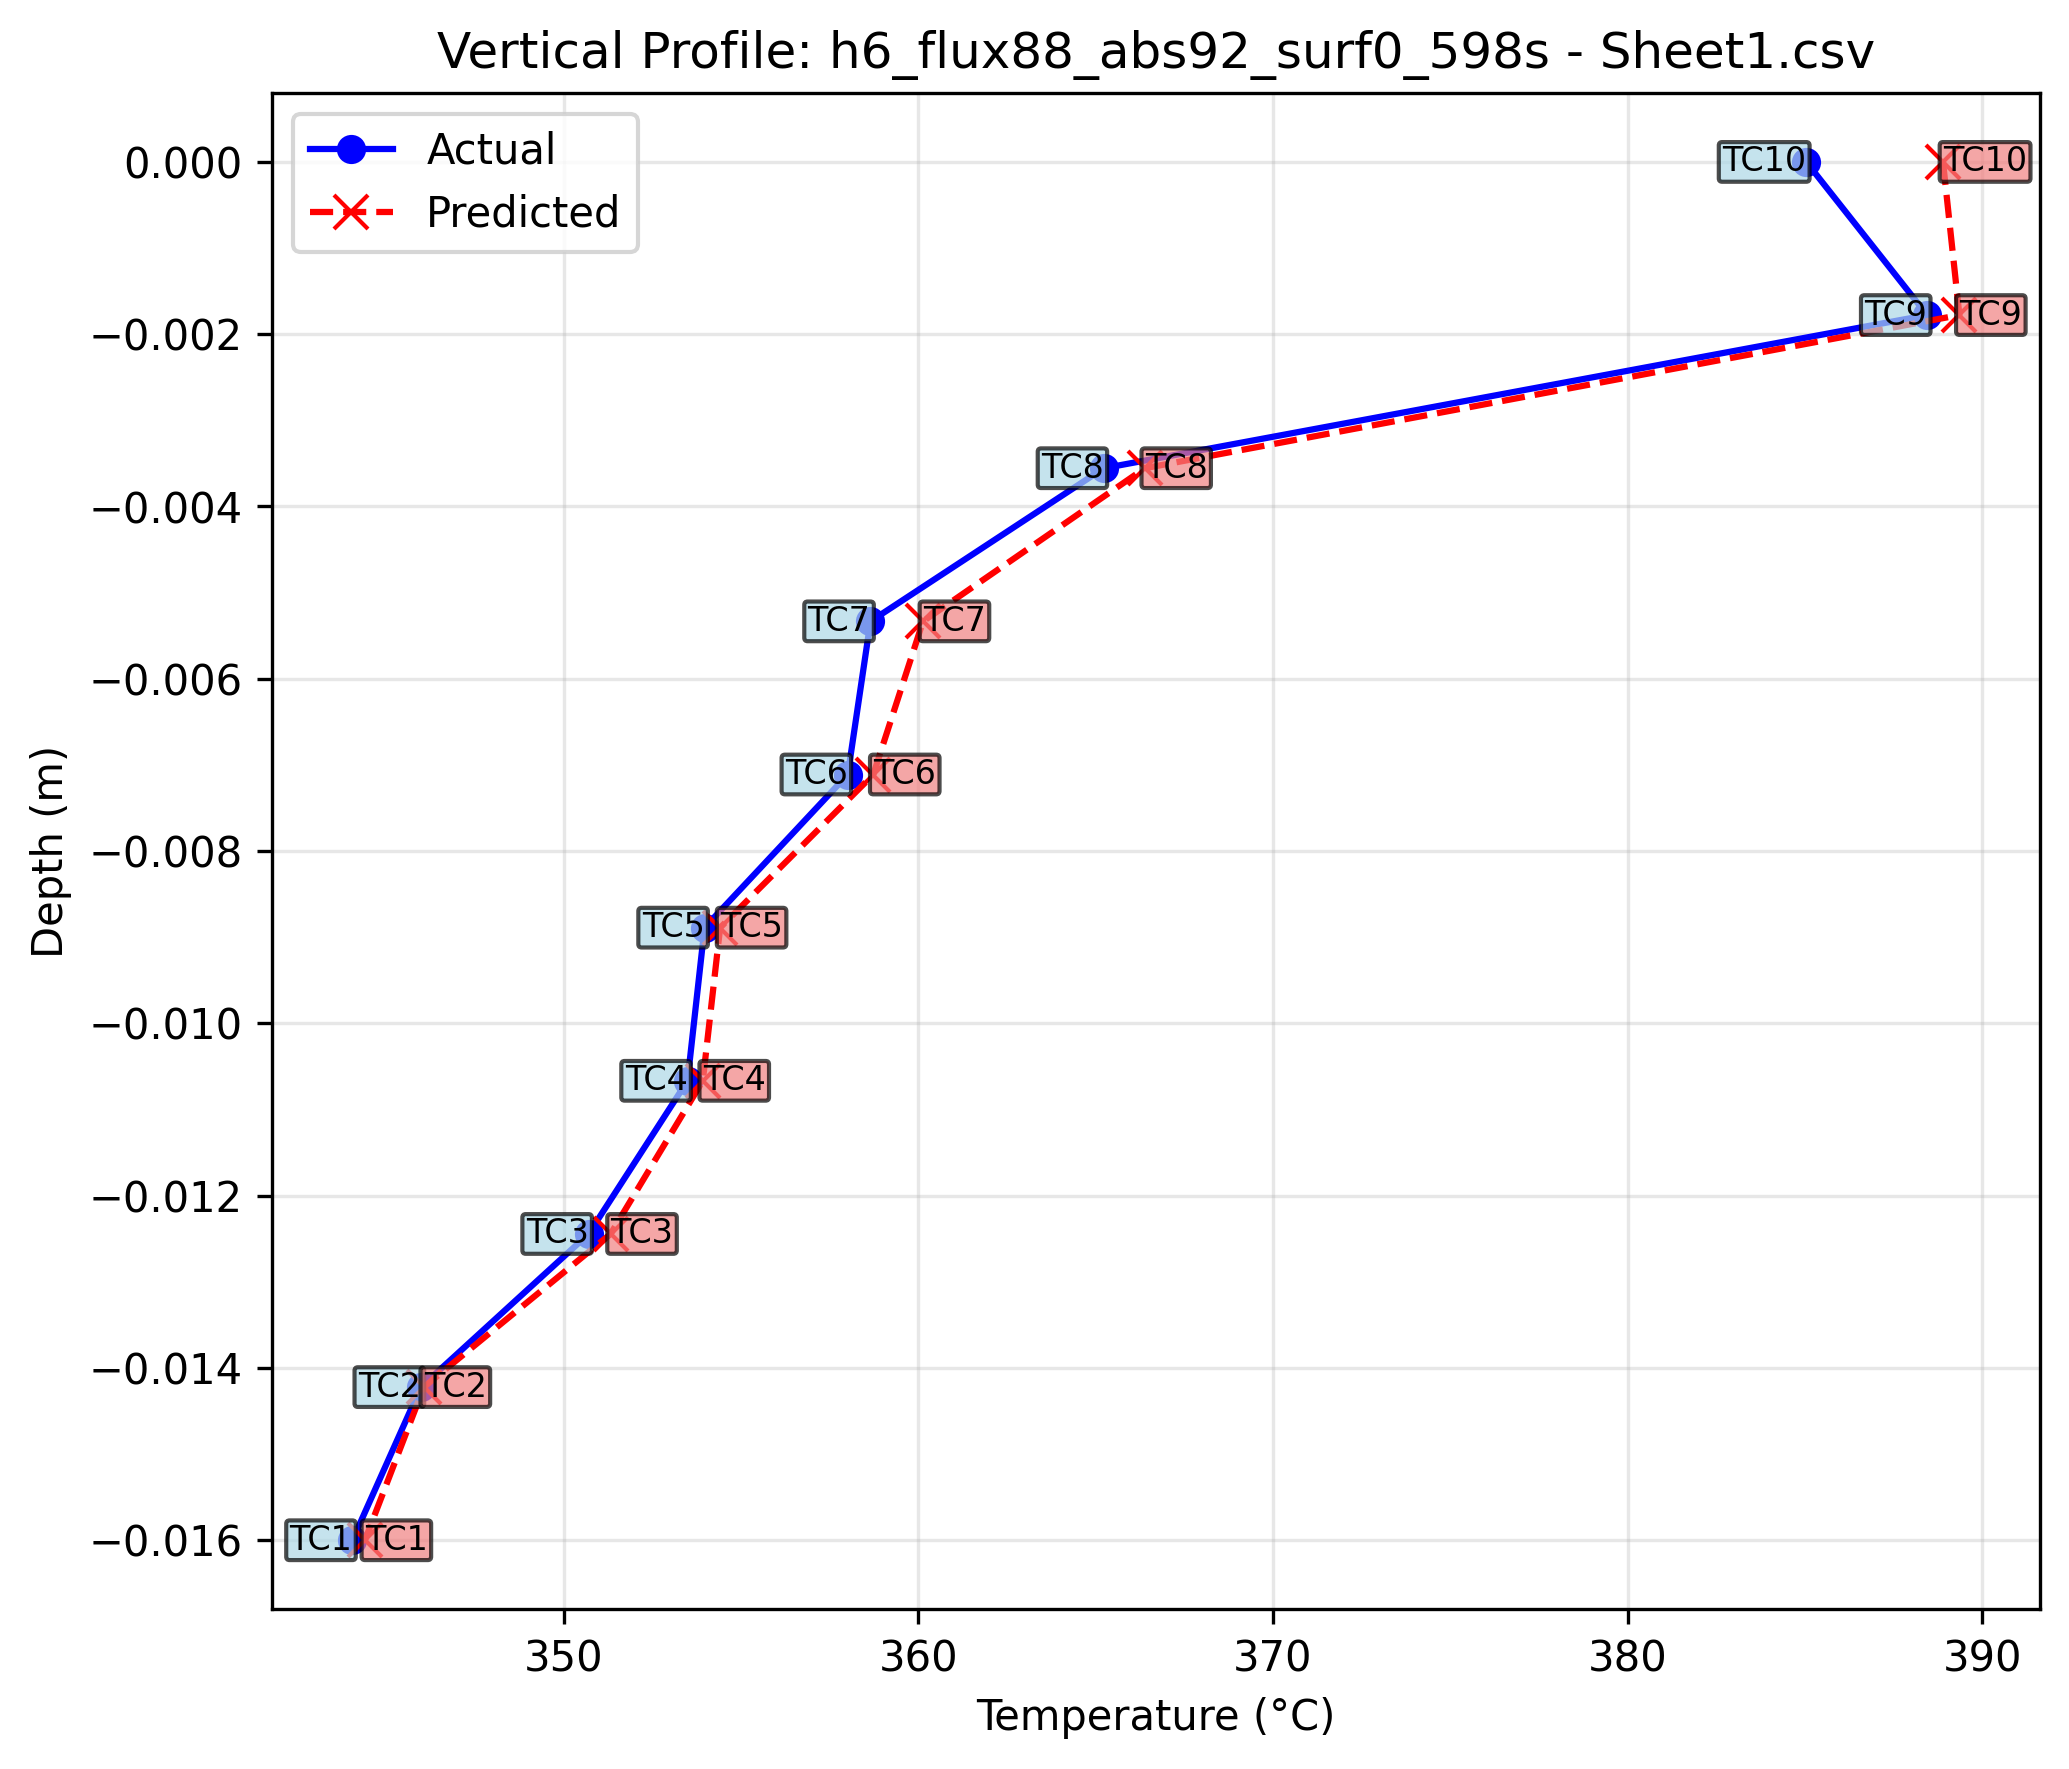 Vertical Profile: h6_flux88_abs92_surf0_598s - Sheet1.csv
Actual
Predicted
0.000
−0.002
−0.004
−0.006
−0.008
−0.010
−0.012
−0.014
−0.016
Depth (m)
TC10 TC10
TC9 TC9
TC8 TC8
TC7 TC7
TC6 TC6
TC5 TC5
TC4 TC4
TC3 TC3
TC2 TC2
TC1 TC1
350 360 370 380 390
Temperature (°C)